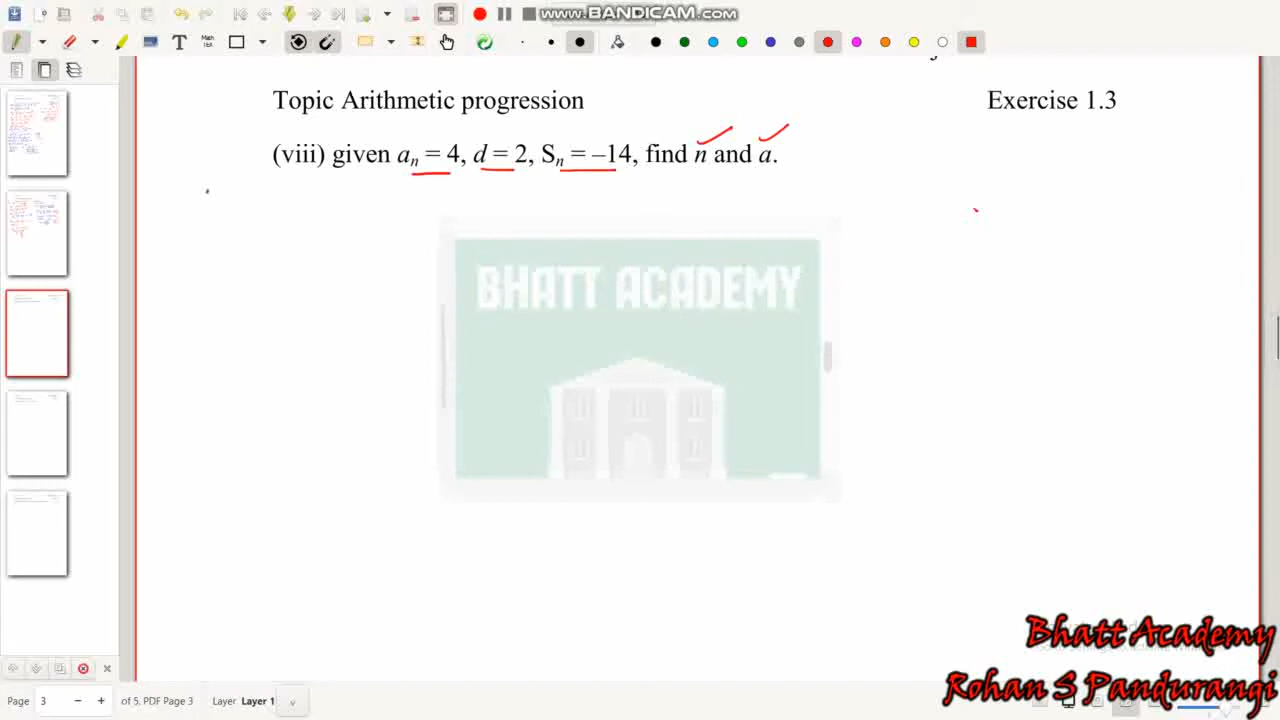 www.BANDICAM.com
Topic Arithmetic progression Exercise 1.3
(viii) given aₙ = 4, d = 2, Sₙ = –14, find n and a.
BHATT ACADEMY
Bhatt Academy
Rohan S Pandurangi
Page 3 of 5, PDF Page 3 Layer Layer 1